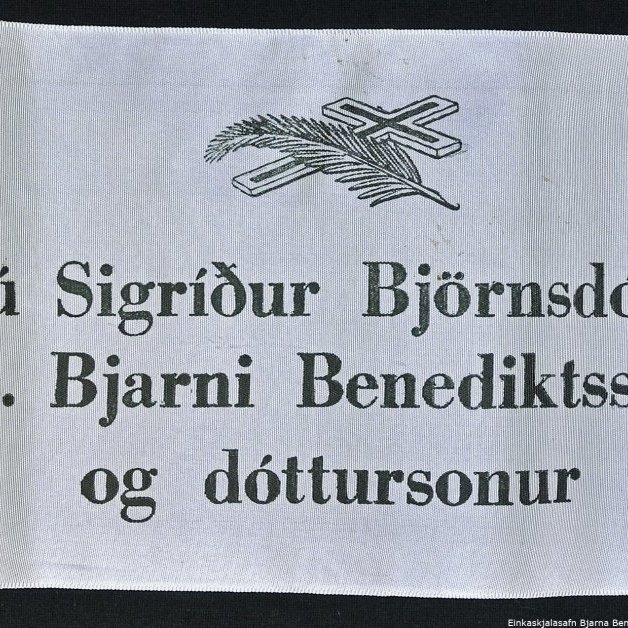 ú Sigríður Björnsdó
. Bjarni Benediktss
og dóttursonur
Einkaskjalasafn Bjarna Ben